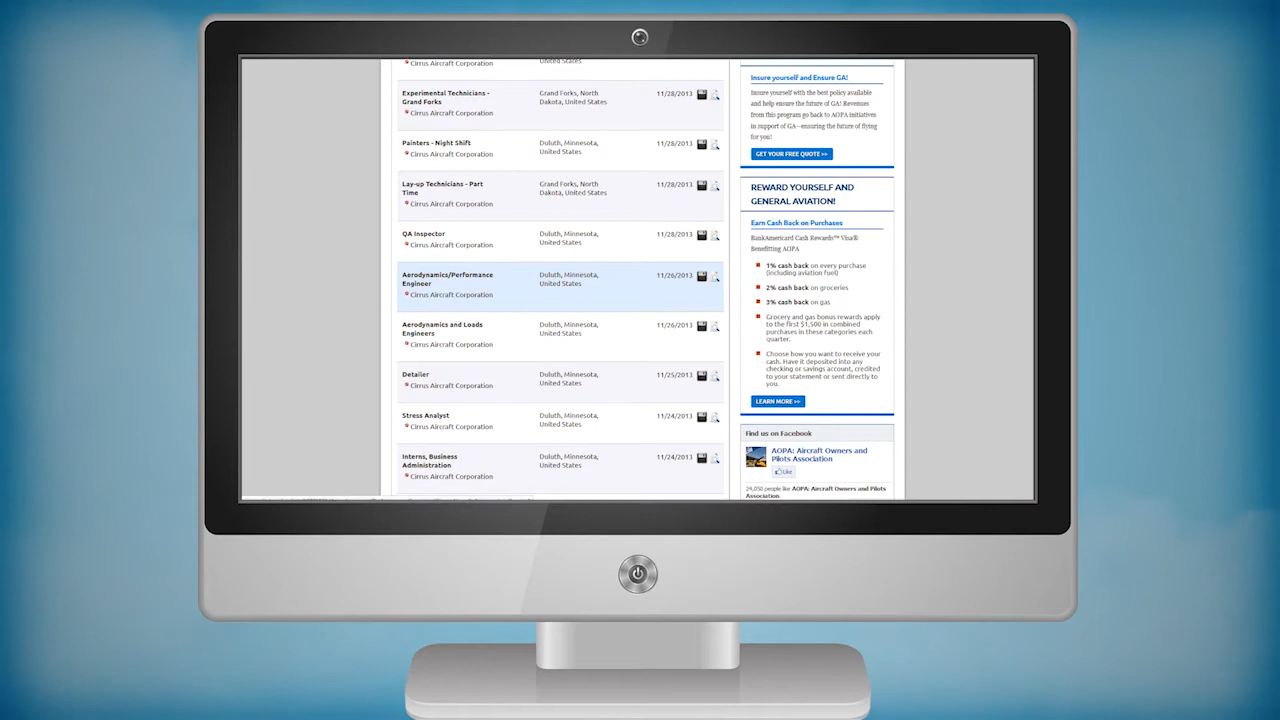 Cirrus Aircraft Corporation
United States
Experimental Technicians -
Grand Forks
Cirrus Aircraft Corporation
Grand Forks, North
Dakota, United States
11/28/2013
Painters - Night Shift
Cirrus Aircraft Corporation
Duluth, Minnesota,
United States
11/28/2013
Lay-up Technicians - Part
Time
Cirrus Aircraft Corporation
Grand Forks, North
Dakota, United States
11/28/2013
QA Inspector
Cirrus Aircraft Corporation
Duluth, Minnesota,
United States
11/28/2013
Aerodynamics/Performance
Engineer
Cirrus Aircraft Corporation
Duluth, Minnesota,
United States
11/26/2013
Aerodynamics and Loads
Engineers
Cirrus Aircraft Corporation
Duluth, Minnesota,
United States
11/26/2013
Detailer
Cirrus Aircraft Corporation
Duluth, Minnesota,
United States
11/25/2013
Stress Analyst
Cirrus Aircraft Corporation
Duluth, Minnesota,
United States
11/24/2013
Interns, Business
Administration
Cirrus Aircraft Corporation
Duluth, Minnesota,
United States
11/24/2013
Insure yourself and Ensure GA!
Insure yourself with the best policy available
and help ensure the future of GA! Revenues
from this program go back to AOPA initiatives
in support of GA—ensuring the future of flying
for you!
GET YOUR FREE QUOTE >>
REWARD YOURSELF AND
GENERAL AVIATION!
Earn Cash Back on Purchases
BankAmericard Cash Rewards™ Visa®
Benefitting AOPA
1% cash back on every purchase
(including aviation fuel)
2% cash back on groceries
3% cash back on gas
Grocery and gas bonus rewards apply
to the first $1,500 in combined
purchases in these categories each
quarter.
Choose how you want to receive your
cash. Have it deposited into any
checking or savings account, credited
to your statement or sent directly to
you.
LEARN MORE >>
Find us on Facebook
AOPA: Aircraft Owners and
Pilots Association
Like
24,050 people like AOPA: Aircraft Owners and Pilots
Association.